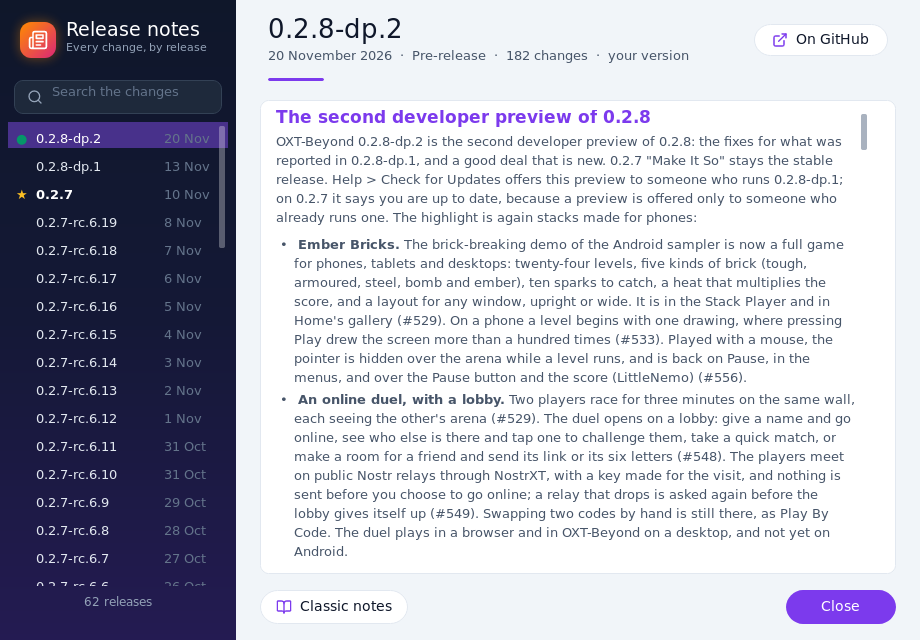 Release notes
Every change, by release
Search the changes
0.2.8-dp.2 20 Nov
0.2.8-dp.1 13 Nov
★ 0.2.7 10 Nov
0.2.7-rc.6.19 8 Nov
0.2.7-rc.6.18 7 Nov
0.2.7-rc.6.17 6 Nov
0.2.7-rc.6.16 5 Nov
0.2.7-rc.6.15 4 Nov
0.2.7-rc.6.14 3 Nov
0.2.7-rc.6.13 2 Nov
0.2.7-rc.6.12 1 Nov
0.2.7-rc.6.11 31 Oct
0.2.7-rc.6.10 31 Oct
0.2.7-rc.6.9 29 Oct
0.2.7-rc.6.8 28 Oct
0.2.7-rc.6.7 27 Oct
0.2.7-rc.6.6 26 Oct
62 releases
0.2.8-dp.2
20 November 2026 · Pre-release · 182 changes · your version
On GitHub
The second developer preview of 0.2.8
OXT-Beyond 0.2.8-dp.2 is the second developer preview of 0.2.8: the fixes for what was
reported in 0.2.8-dp.1, and a good deal that is new. 0.2.7 "Make It So" stays the stable
release. Help > Check for Updates offers this preview to someone who runs 0.2.8-dp.1;
on 0.2.7 it says you are up to date, because a preview is offered only to someone who
already runs one. The highlight is again stacks made for phones:
• Ember Bricks. The brick-breaking demo of the Android sampler is now a full game
for phones, tablets and desktops: twenty-four levels, five kinds of brick (tough,
armoured, steel, bomb and ember), ten sparks to catch, a heat that multiplies the
score, and a layout for any window, upright or wide. It is in the Stack Player and in
Home's gallery (#529). On a phone a level begins with one drawing, where pressing
Play drew the screen more than a hundred times (#533). Played with a mouse, the
pointer is hidden over the arena while a level runs, and is back on Pause, in the
menus, and over the Pause button and the score (LittleNemo) (#556).
• An online duel, with a lobby. Two players race for three minutes on the same wall,
each seeing the other's arena (#529). The duel opens on a lobby: give a name and go
online, see who else is there and tap one to challenge them, take a quick match, or
make a room for a friend and send its link or its six letters (#548). The players meet
on public Nostr relays through NostrXT, with a key made for the visit, and nothing is
sent before you choose to go online; a relay that drops is asked again before the
lobby gives itself up (#549). Swapping two codes by hand is still there, as Play By
Code. The duel plays in a browser and in OXT-Beyond on a desktop, and not yet on
Android.
Classic notes
Close